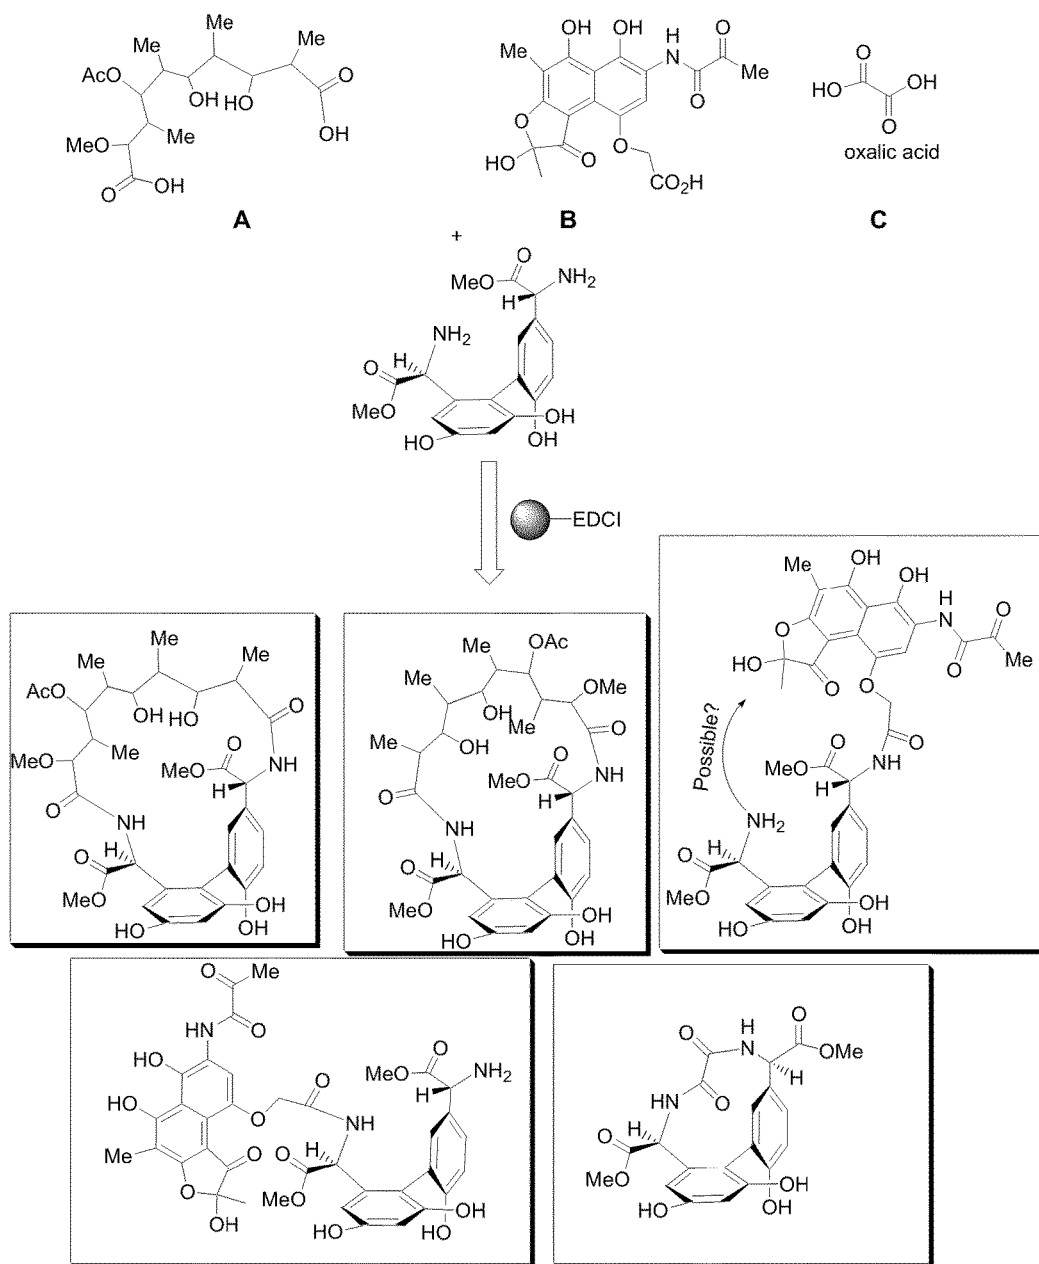 Me Me Me
AcO OH HO O OH
MeO Me
O OH
A
OH OH H O
Me N Me
O O
HO O O
CO₂H
B
O
HO OH
O
oxalic acid
C
+
O
MeO NH₂
H
NH₂
H
O
MeO
HO OH OH
EDCI
Me Me Me
AcO OH HO O
MeO Me O NH
MeO H
O NH
H
O
MeO
HO OH OH
OAc
Me Me OMe
Me OH Me O
Me OH O NH
MeO H
O NH
H
O
MeO
HO OH OH
Me OH OH H O
O N Me
O
HO O O
O
O NH
MeO H
Possible?
NH₂
H
O
MeO
HO OH OH
O Me
HN O
HO
HO O O NH
Me O
O OH
H
O
MeO
O
MeO NH₂
H
HO OH OH
O H O
N OMe
H
HN O
H
O
MeO
HO OH OH